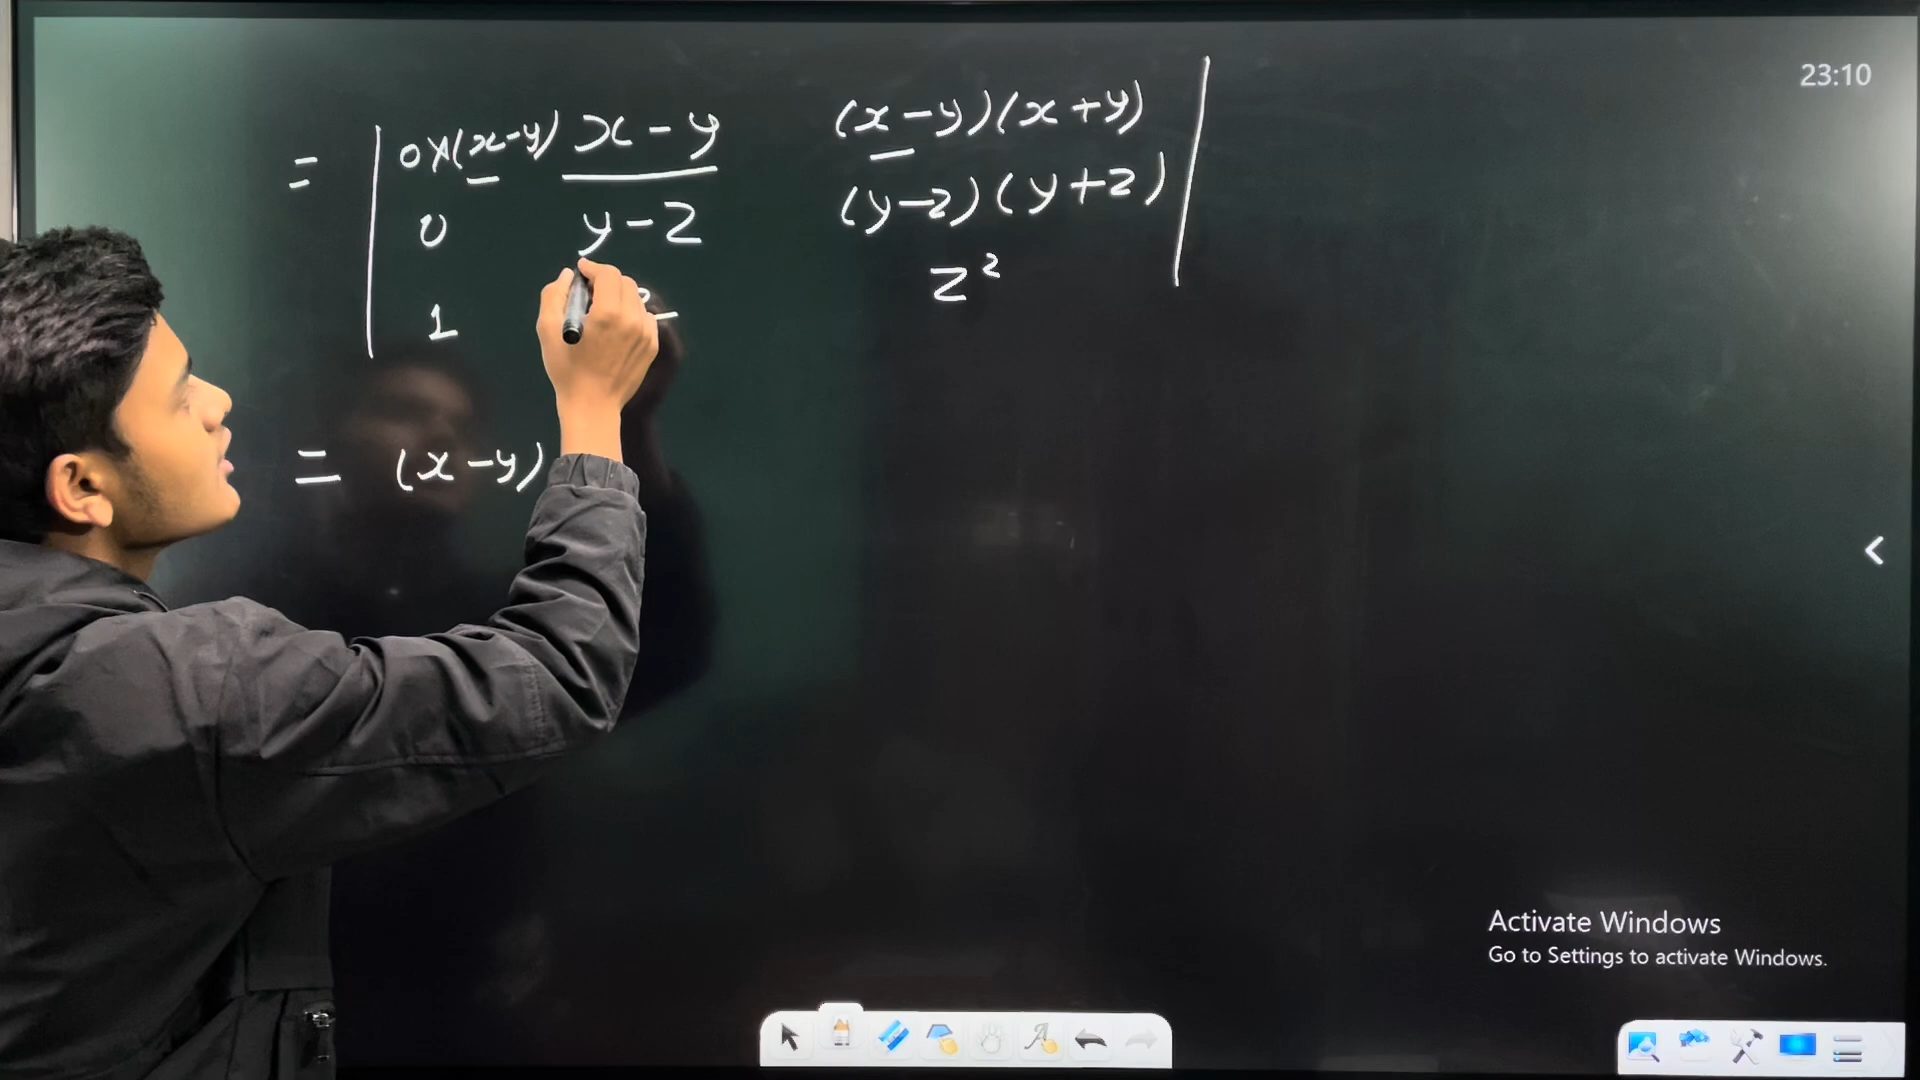 23:10
= | 0×(x-y) x-y (x-y)(x+y) |
0 y-z (y-z)(y+z)
1 z²
= (x-y)
<
Activate Windows
Go to Settings to activate Windows.